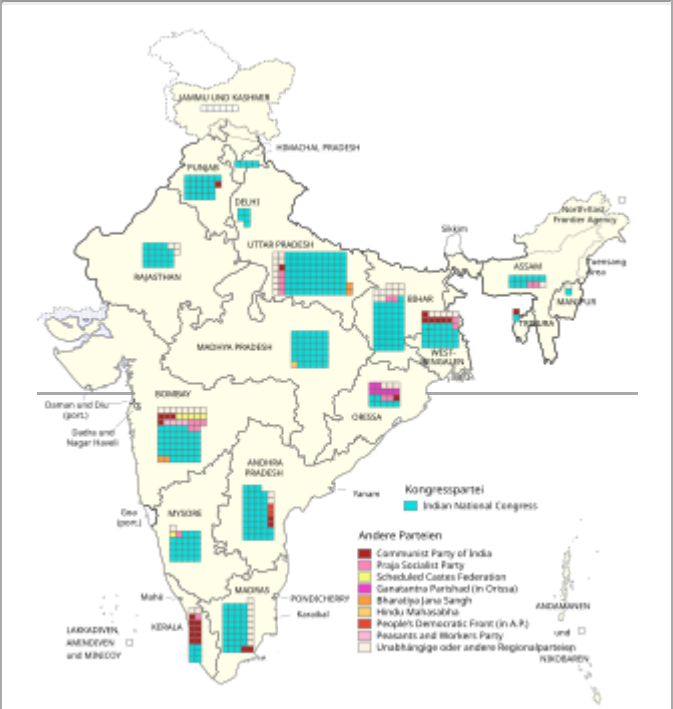 JAMMU UND KASHMIR
HIMACHAL PRADESH
PUNJAB
DELHI
North-East
Frontier Agency
Sikkim
UTTAR PRADESH
Tuensang
Area
ASSAM
RAJASTHAN
BIHAR
MANIPUR
TRIPURA
MADHYA PRADESH
WEST-
BENGALEN
BOMBAY
Daman und Diu
(port.)
ORISSA
Dadra und
Nagar Haveli
ANDHRA
PRADESH
Yanam
Kongresspartei
Indian National Congress
Goa
(port.)
MYSORE
Andere Parteien
Communist Party of India
Praja Socialist Party
Scheduled Castes Federation
Ganatantra Parishad (in Orissa)
Bharatiya Jana Sangh
Hindu Mahasabha
People's Democratic Front (in A.P.)
Peasants and Workers Party
Unabhängige oder andere Regionalparteien
Mahé
MADRAS
PONDICHERRY
Karaikal
KERALA
LAKKADIVEN,
AMINDIVEN
und MINICOY
ANDAMANEN
und
NIKOBAREN